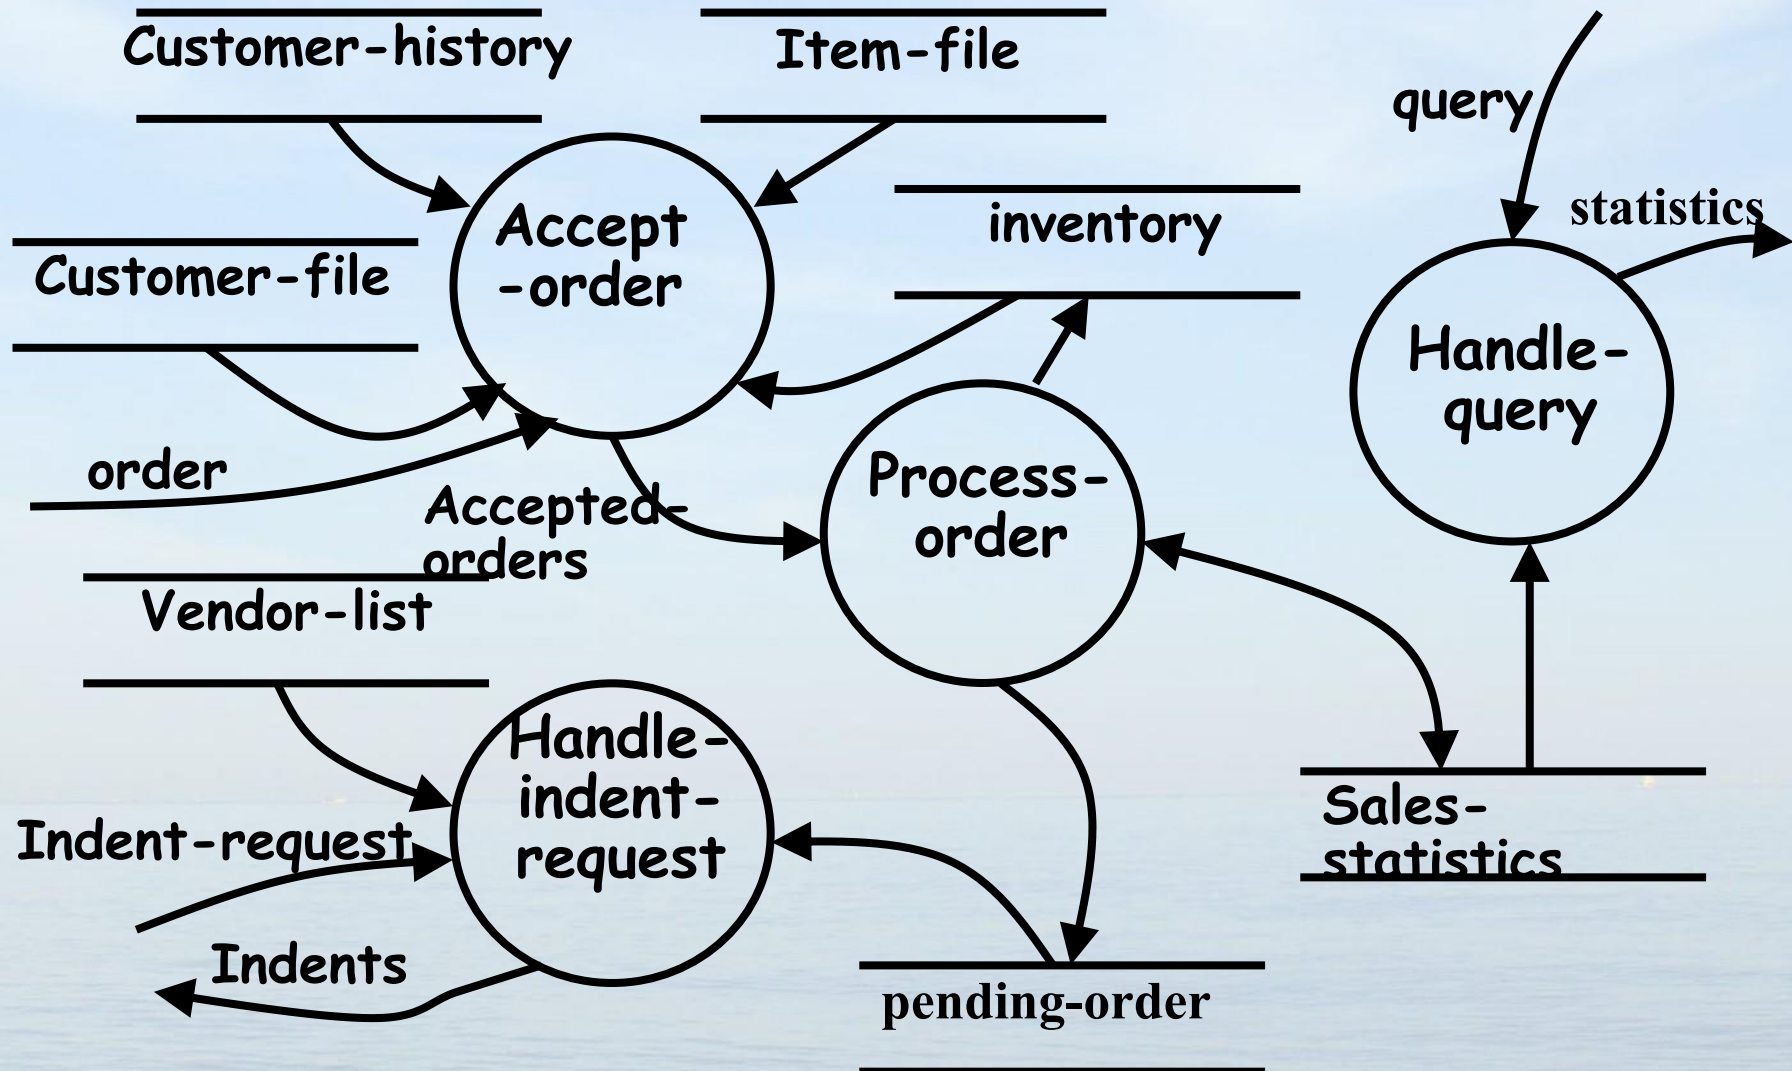 Customer-history
Item-file
query
statistics
Accept
-order
inventory
Customer-file
Handle-
query
order
Process-
order
Accepted-
orders
Vendor-list
Handle-
indent-
request
Indent-request
Sales-
statistics
Indents
pending-order